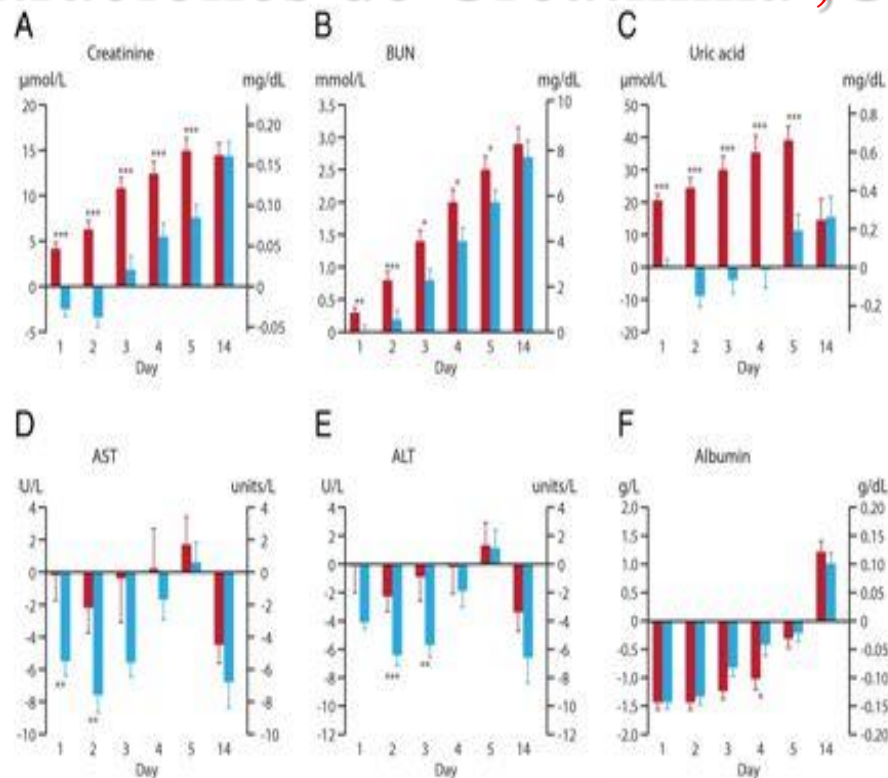 A
Creatinine
µmol/L mg/dL
20
15
10
5
0
-5
0.20
0.15
0.10
0.05
0
-0.05
*** *** *** *** ***
1 2 3 4 5 14
Day
B
BUN
mmol/L mg/dL
3.5
3.0
2.5
2.0
1.5
1.0
0.5
0
10
8
6
4
2
0
** *** * * *
1 2 3 4 5 14
Day
C
Uric acid
µmol/L mg/dL
50
40
30
20
10
0
-10
-20
0.8
0.6
0.4
0.2
0
-0.2
*** *** *** *** ***
1 2 3 4 5 14
Day
D
AST
U/L units/L
4
2
0
-2
-4
-6
-8
-10
4
2
0
-2
-4
-6
-8
-10
** **
1 2 3 4 5 14
Day
E
ALT
U/L units/L
4
2
0
-2
-4
-6
-8
-10
-12
4
2
0
-2
-4
-6
-8
-10
-12
*** **
1 2 3 4 5 14
Day
F
Albumin
g/L g/dL
2.0
1.5
1.0
0.5
0
-0.5
-1.0
-1.5
-2.0
0.20
0.15
0.10
0.05
0
-0.05
-0.10
-0.15
-0.20
*
1 2 3 4 5 14
Day